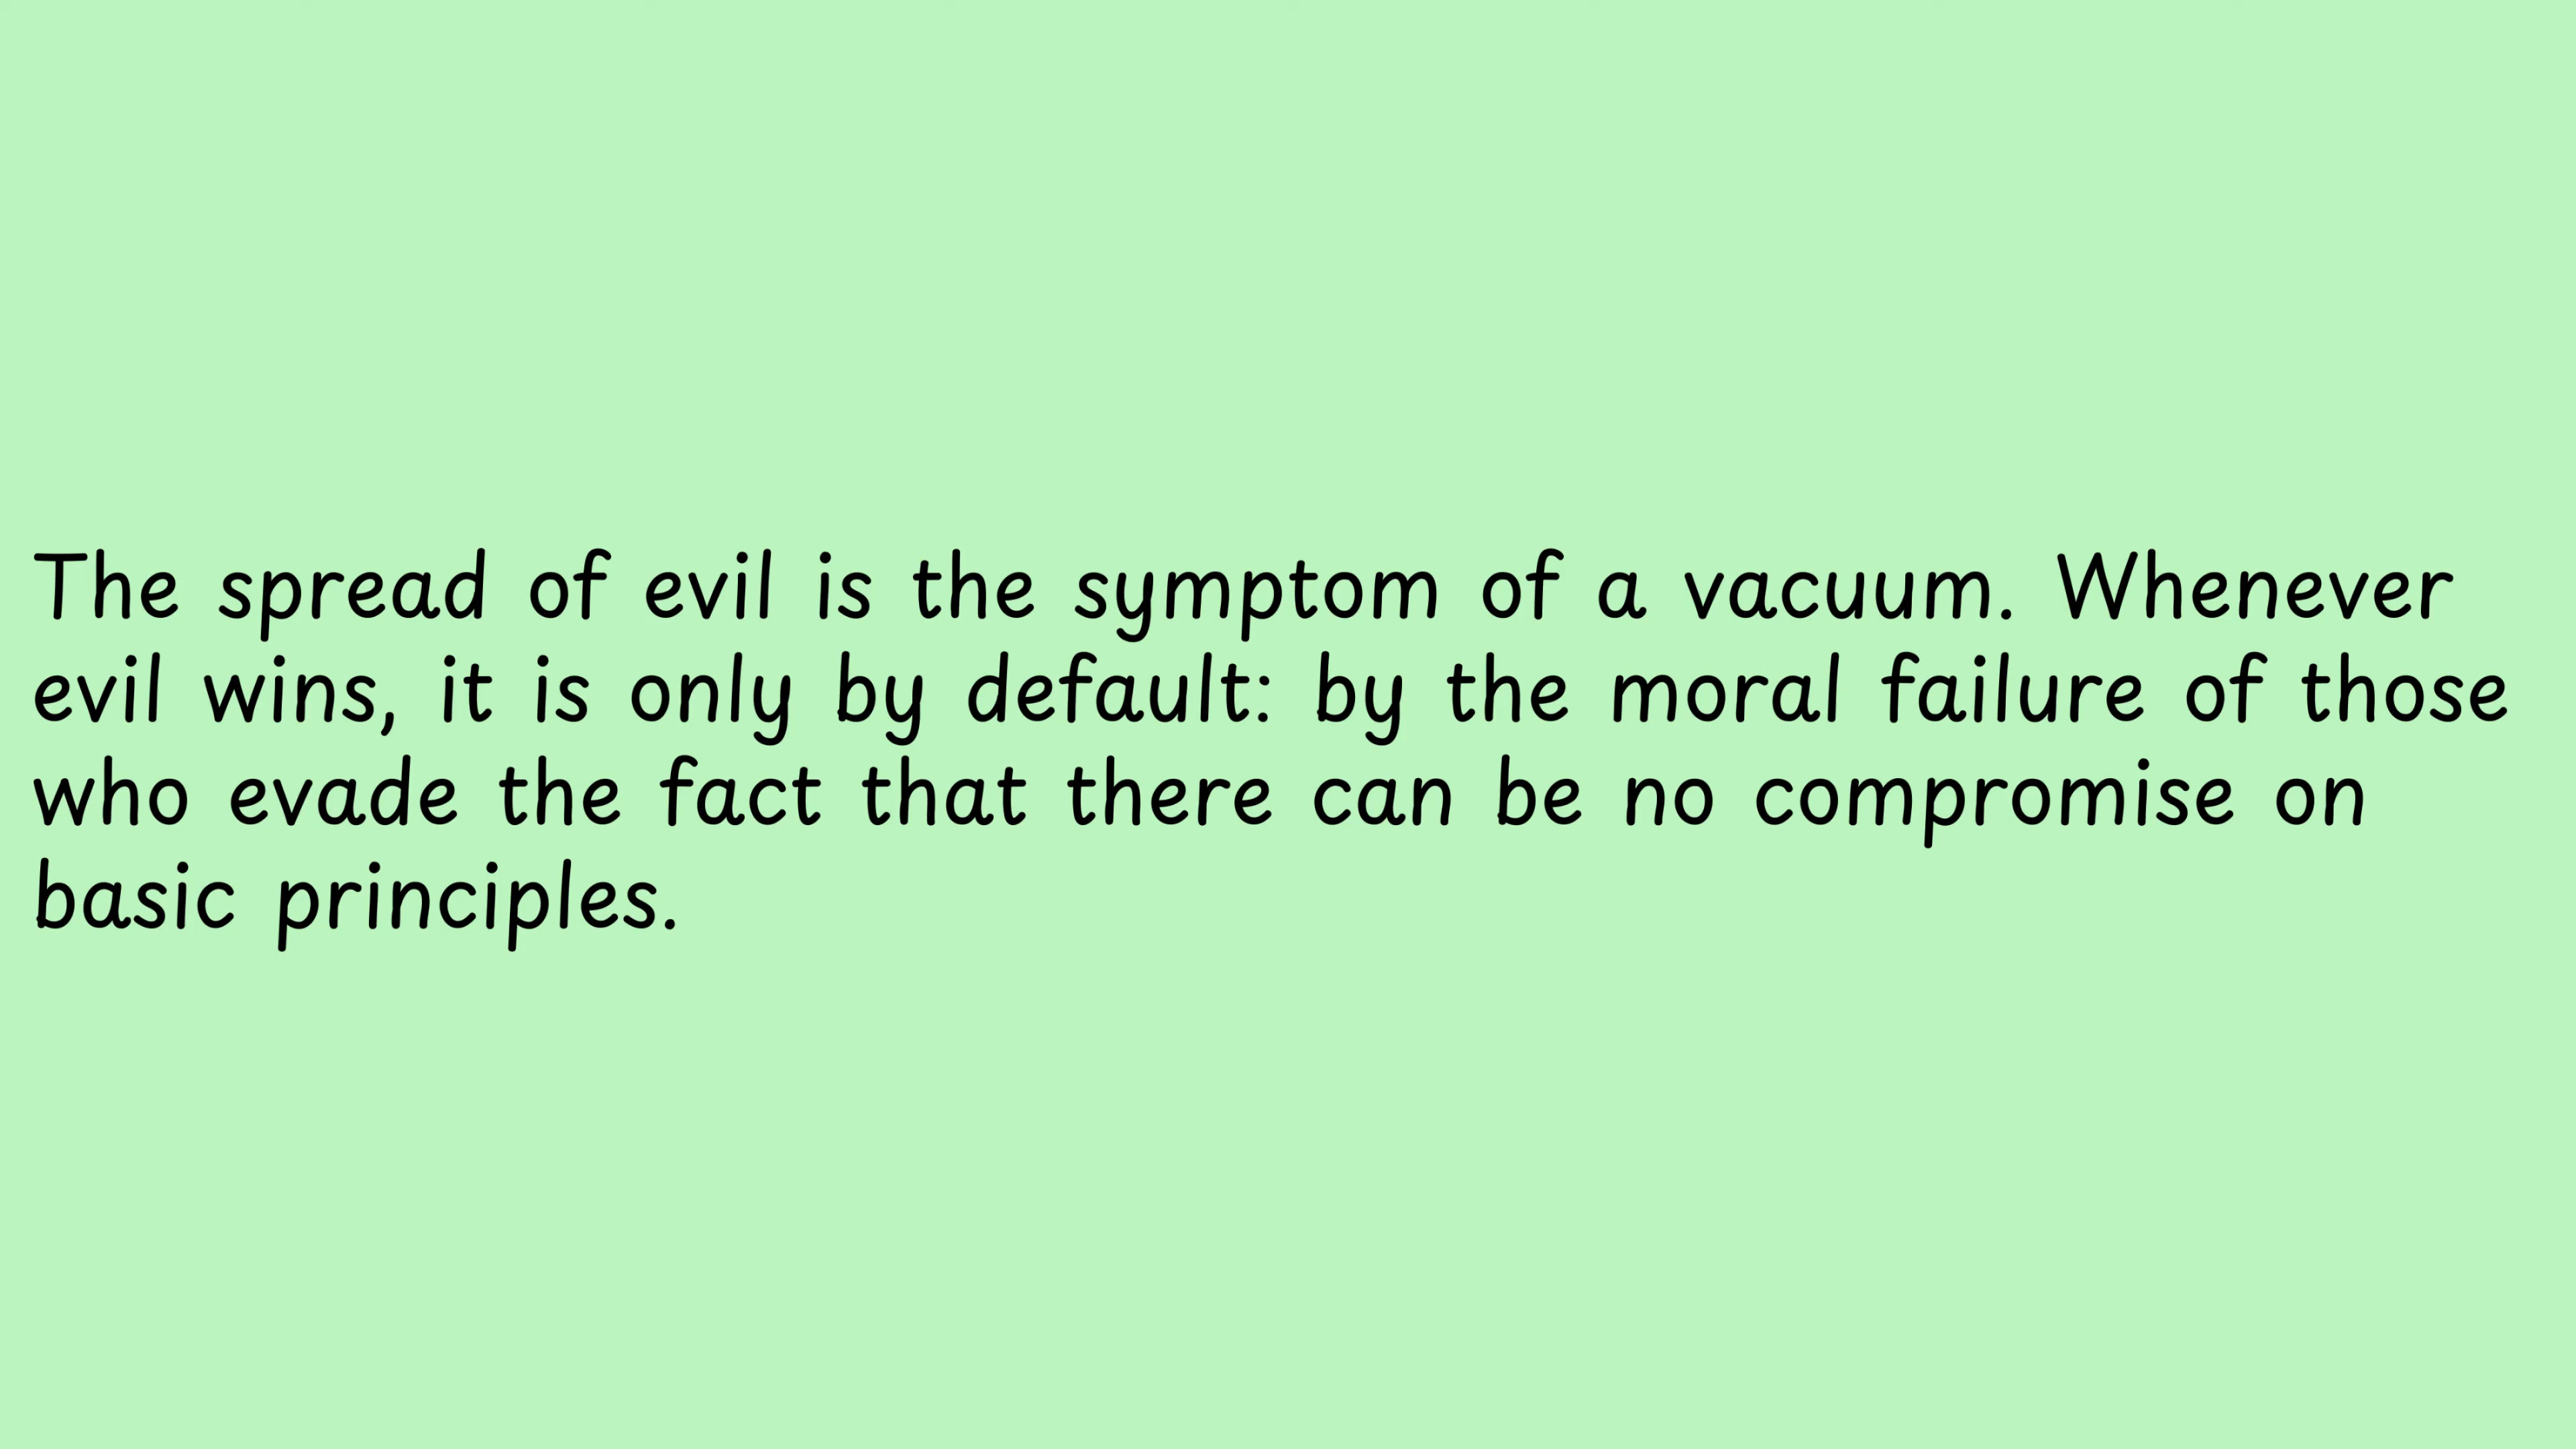 The spread of evil is the symptom of a vacuum. Whenever
evil wins, it is only by default: by the moral failure of those
who evade the fact that there can be no compromise on
basic principles.